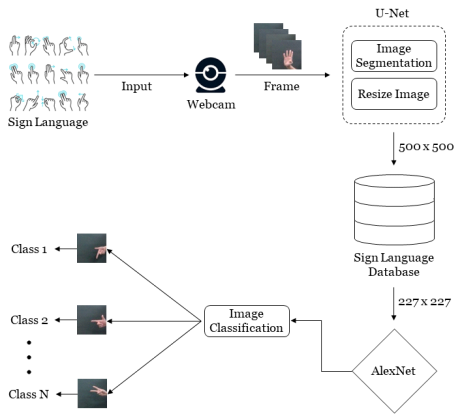 U-Net
Image
Segmentation
Resize Image
Input
Webcam
Frame
Sign Language
500 x 500
Sign Language
Database
227 x 227
Class 1
Class 2
Class N
Image
Classification
AlexNet